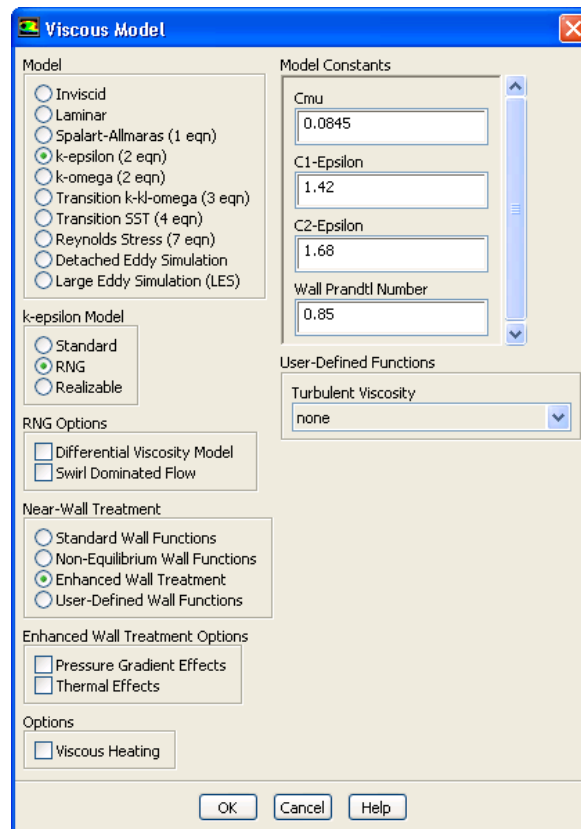 Viscous Model
Model
Inviscid
Laminar
Spalart-Allmaras (1 eqn)
k-epsilon (2 eqn)
k-omega (2 eqn)
Transition k-kl-omega (3 eqn)
Transition SST (4 eqn)
Reynolds Stress (7 eqn)
Detached Eddy Simulation
Large Eddy Simulation (LES)
k-epsilon Model
Standard
RNG
Realizable
RNG Options
Differential Viscosity Model
Swirl Dominated Flow
Near-Wall Treatment
Standard Wall Functions
Non-Equilibrium Wall Functions
Enhanced Wall Treatment
User-Defined Wall Functions
Enhanced Wall Treatment Options
Pressure Gradient Effects
Thermal Effects
Options
Viscous Heating
Model Constants
Cmu
0.0845
C1-Epsilon
1.42
C2-Epsilon
1.68
Wall Prandtl Number
0.85
User-Defined Functions
Turbulent Viscosity
none
OK Cancel Help